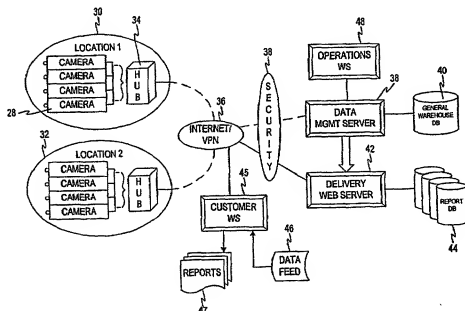 30
LOCATION 1
CAMERA
CAMERA
CAMERA
CAMERA
HUB
34
28
32
LOCATION 2
CAMERA
CAMERA
CAMERA
CAMERA
HUB
36
INTERNET/
VPN
38
SECURITY
48
OPERATIONS
WS
38
DATA
MGMT SERVER
40
GENERAL
WAREHOUSE
DB
42
DELIVERY
WEB SERVER
REPORT
DB
44
45
CUSTOMER
WS
46
DATA
FEED
REPORTS
47